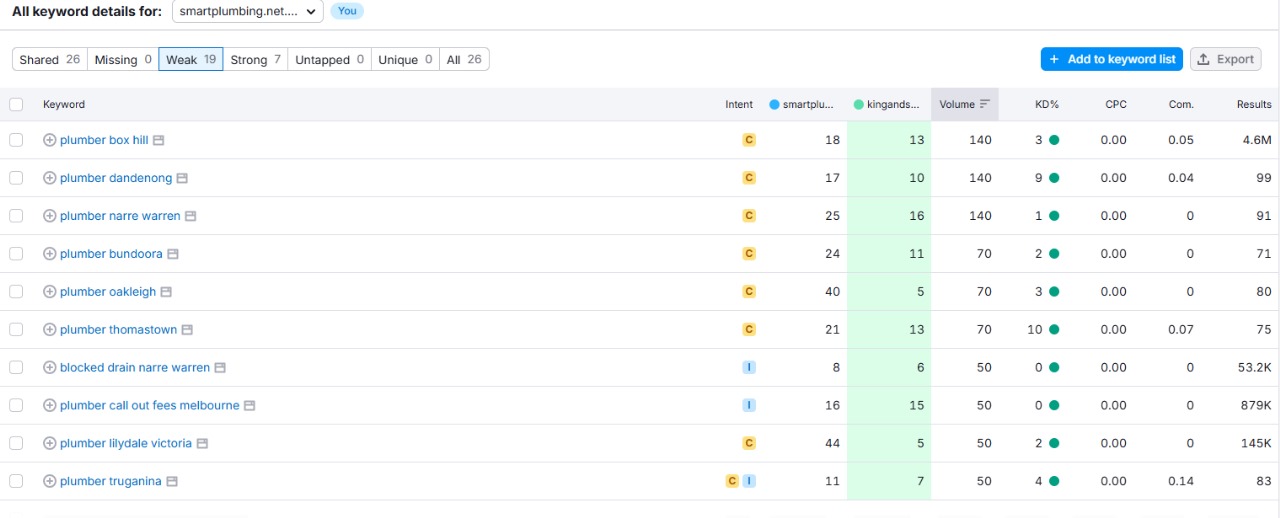 All keyword details for: smartplumbing.net.... You
Shared 26 Missing 0 Weak 19 Strong 7 Untapped 0 Unique 0 All 26 + Add to keyword list Export
Keyword Intent smartplu... kingands... Volume KD% CPC Com. Results
plumber box hill C 18 13 140 3 0.00 0.05 4.6M
plumber dandenong C 17 10 140 9 0.00 0.04 99
plumber narre warren C 25 16 140 1 0.00 0 91
plumber bundoora C 24 11 70 2 0.00 0 71
plumber oakleigh C 40 5 70 3 0.00 0 80
plumber thomastown C 21 13 70 10 0.00 0.07 75
blocked drain narre warren I 8 6 50 0 0.00 0 53.2K
plumber call out fees melbourne I 16 15 50 0 0.00 0 879K
plumber lilydale victoria C 44 5 50 2 0.00 0 145K
plumber truganina C I 11 7 50 4 0.00 0.14 83